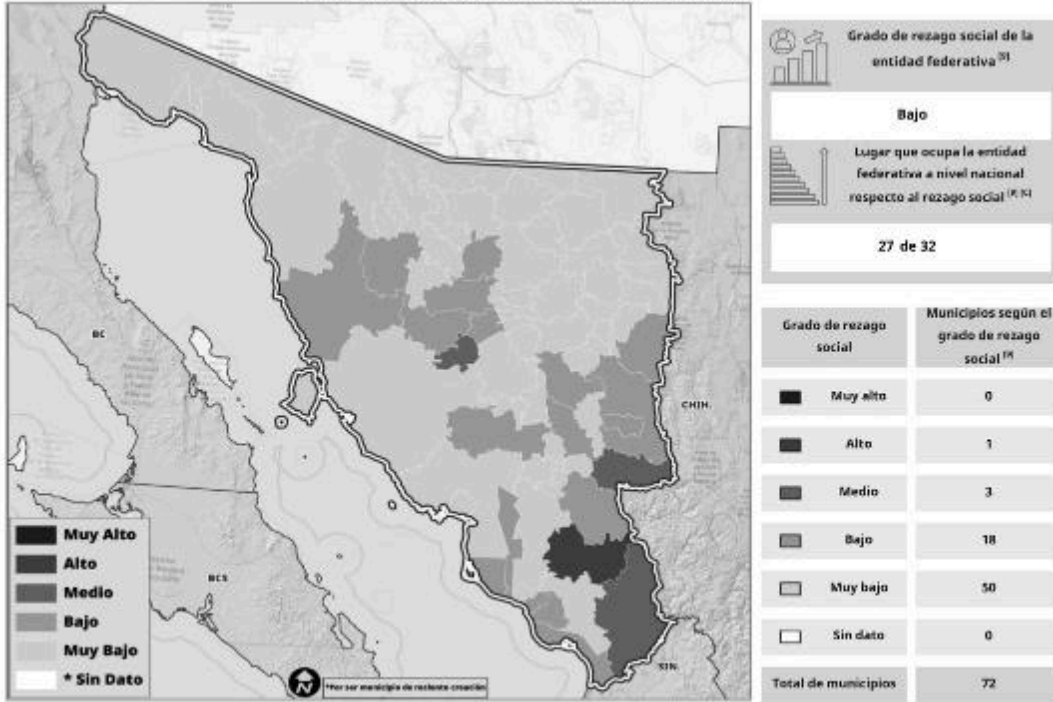 BC
BCS
CHIH.
SIN.
Muy Alto
Alto
Medio
Bajo
Muy Bajo
* Sin Dato
N
*Por ser municipio de reciente creación
Grado de rezago social de la
entidad federativa [9]
Bajo
Lugar que ocupa la entidad
federativa a nivel nacional
respecto al rezago social
27 de 32
Grado de rezago
social
Municipios según el
grado de rezago
social [9]
Muy alto
0
Alto
1
Medio
3
Bajo
18
Muy bajo
50
Sin dato
0
Total de municipios
72